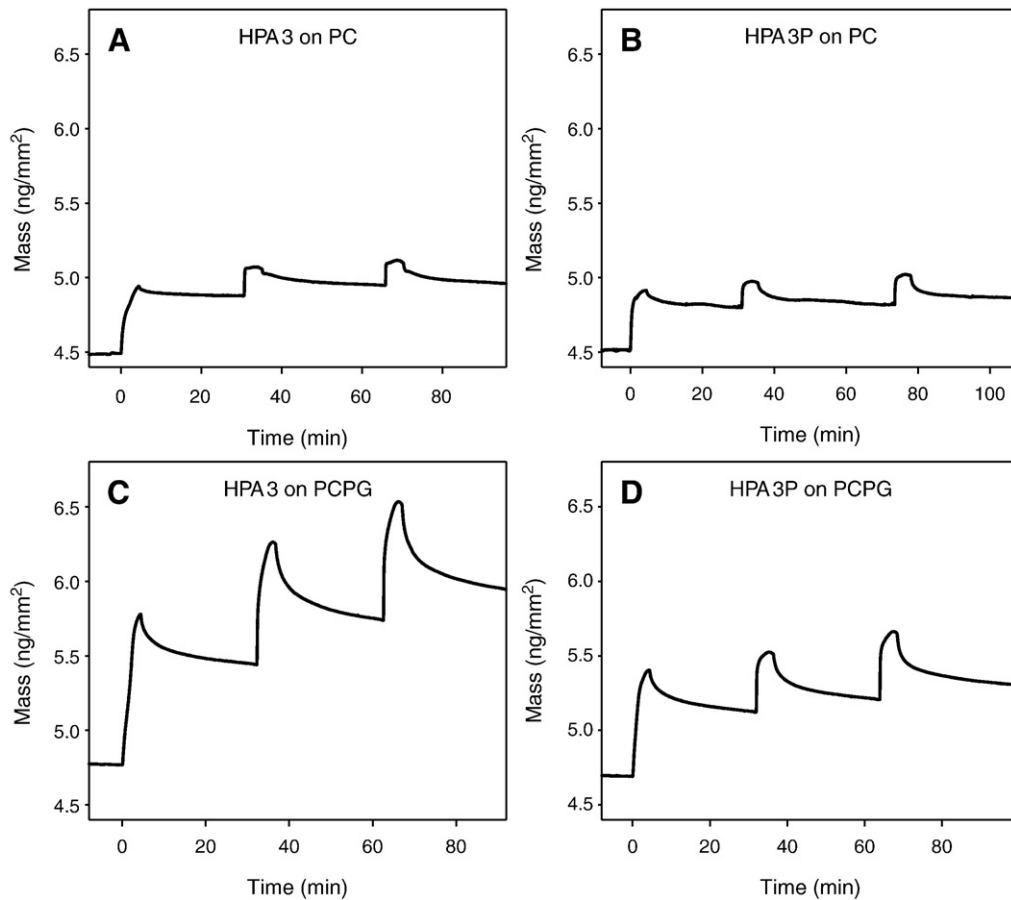 A
HPA3 on PC
Mass (ng/mm²)
6.5
6.0
5.5
5.0
4.5
0 20 40 60 80
Time (min)
B
HPA3P on PC
Mass (ng/mm²)
6.5
6.0
5.5
5.0
4.5
0 20 40 60 80 100
Time (min)
C
HPA3 on PCPG
Mass (ng/mm²)
6.5
6.0
5.5
5.0
4.5
0 20 40 60 80
Time (min)
D
HPA3P on PCPG
Mass (ng/mm²)
6.5
6.0
5.5
5.0
4.5
0 20 40 60 80
Time (min)